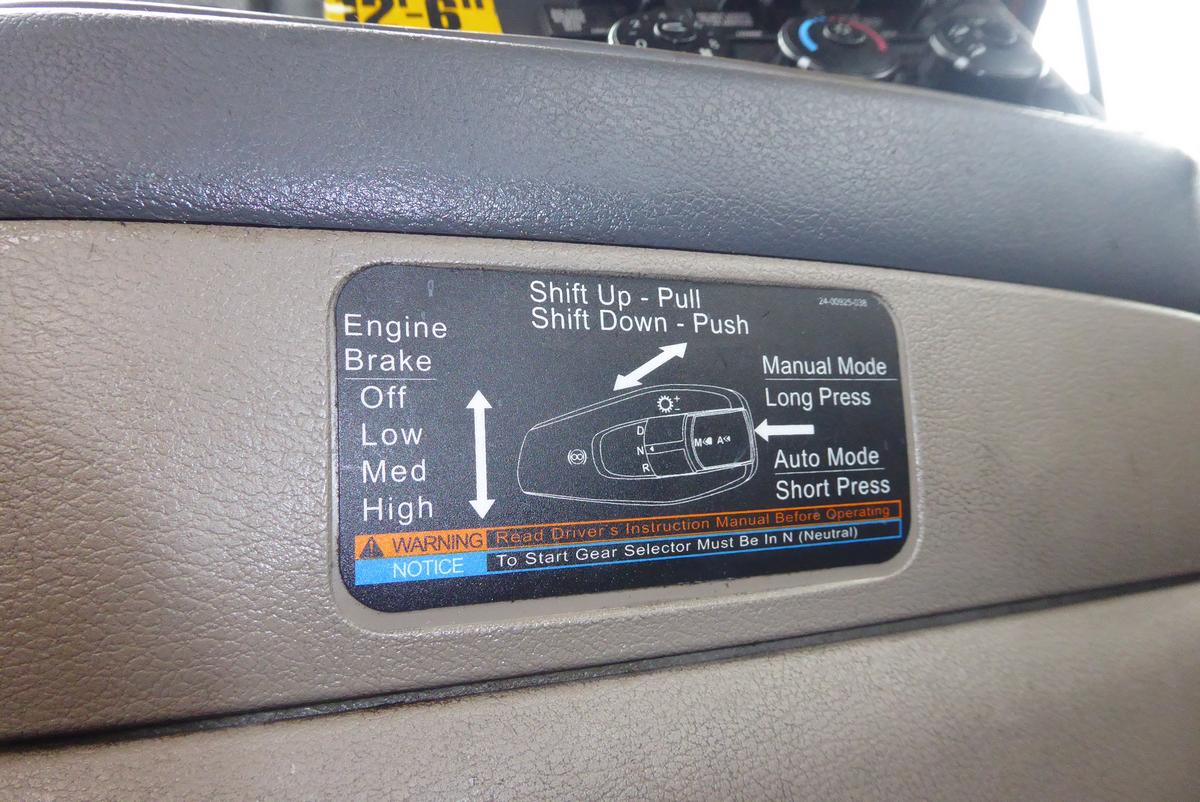 2'-6"
Shift Up - Pull
Shift Down - Push
24-00925-038
Engine
Brake
Off
Low
Med
High
Manual Mode
Long Press
Auto Mode
Short Press
D
N
R
+
-
M
A
WARNING Read Driver's Instruction Manual Before Operating
NOTICE To Start Gear Selector Must Be In N (Neutral)